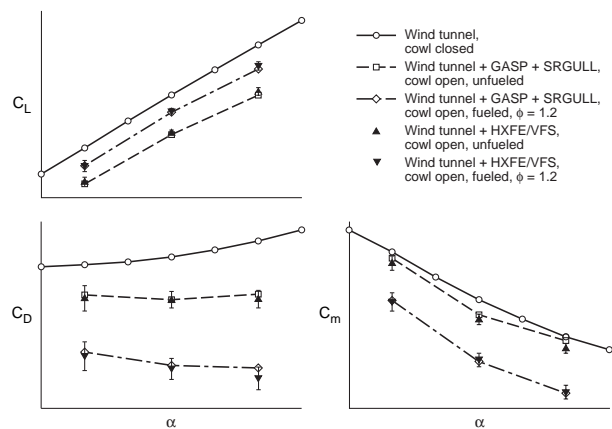 C_L
Wind tunnel,
cowl closed
Wind tunnel + GASP + SRGULL,
cowl open, unfueled
Wind tunnel + GASP + SRGULL,
cowl open, fueled, ϕ = 1.2
Wind tunnel + HXFE/VFS,
cowl open, unfueled
Wind tunnel + HXFE/VFS,
cowl open, fueled, ϕ = 1.2
C_D
C_m
α
α